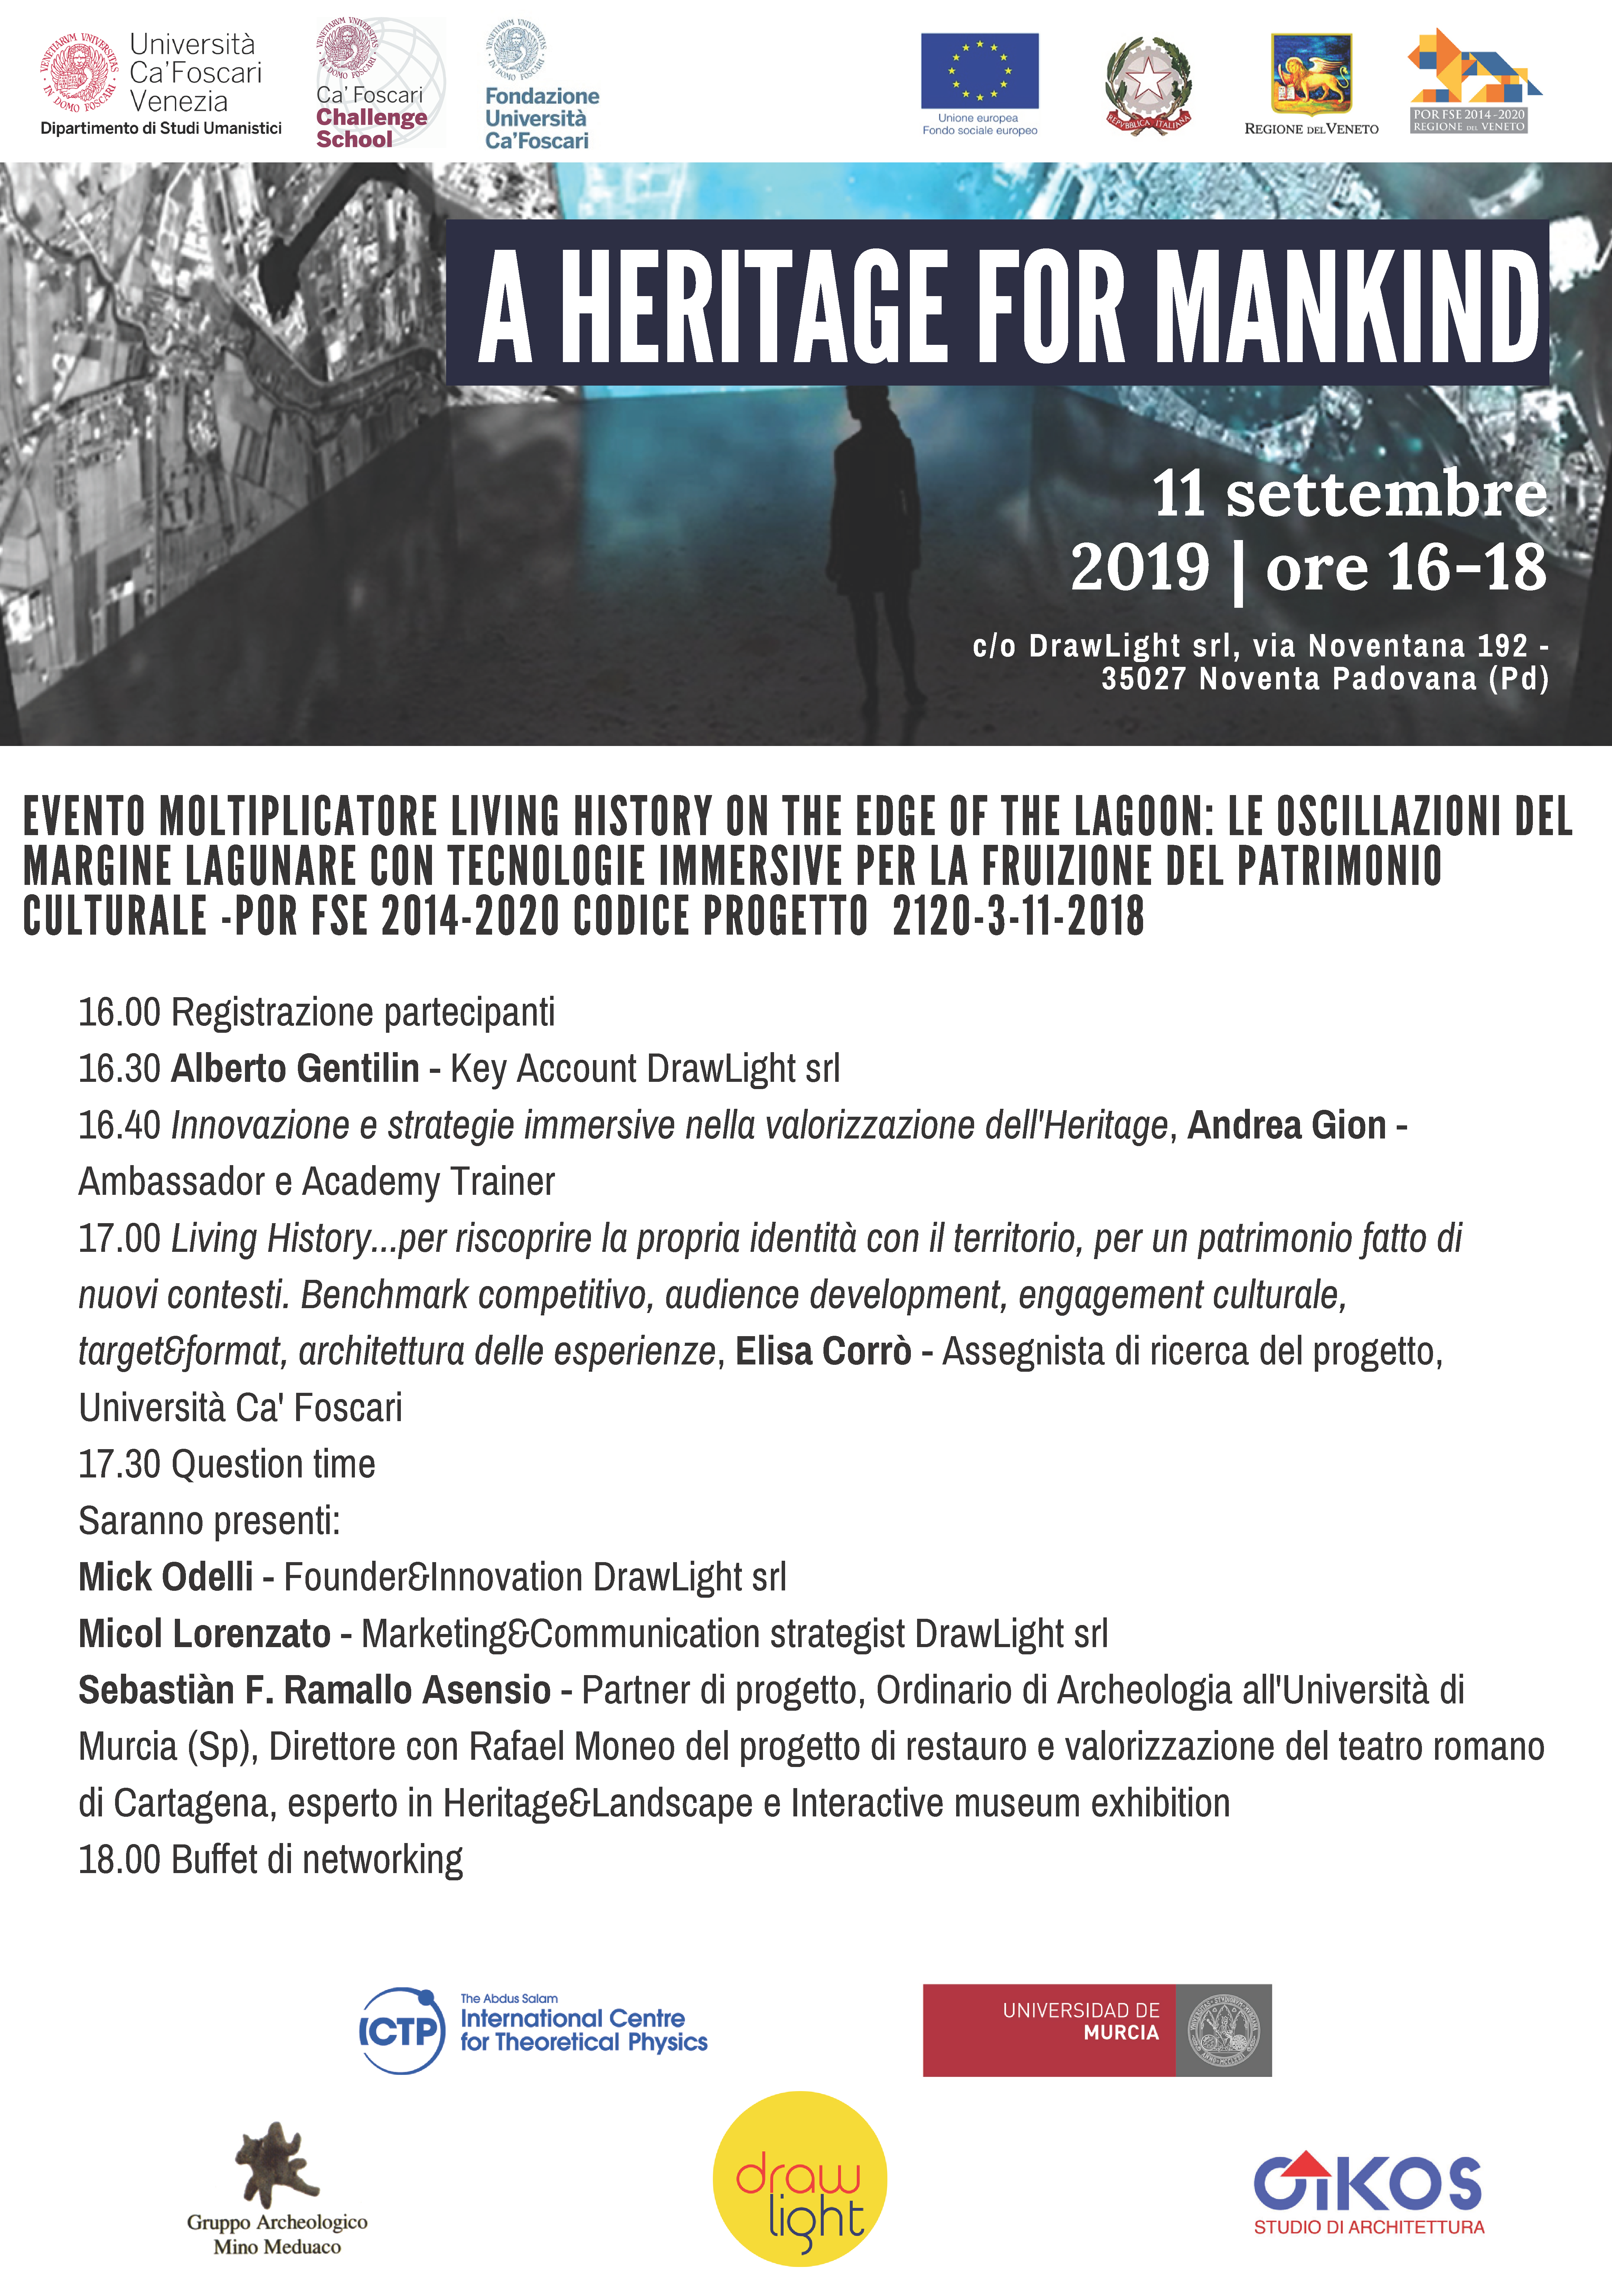 Università
Ca'Foscari
Venezia
Dipartimento di Studi Umanistici
Ca' Foscari
Challenge
School
Fondazione
Università
Ca'Foscari
Unione europea
Fondo sociale europeo
REPVBBLICA ITALIANA
REGIONE DEL VENETO
POR FSE 2014-2020
REGIONE DEL VENETO
A HERITAGE FOR MANKIND
11 settembre
2019 | ore 16-18
c/o DrawLight srl, via Noventana 192 -
35027 Noventa Padovana (Pd)
EVENTO MOLTIPLICATORE LIVING HISTORY ON THE EDGE OF THE LAGOON: LE OSCILLAZIONI DEL
MARGINE LAGUNARE CON TECNOLOGIE IMMERSIVE PER LA FRUIZIONE DEL PATRIMONIO
CULTURALE -POR FSE 2014-2020 CODICE PROGETTO 2120-3-11-2018
16.00 Registrazione partecipanti
16.30 Alberto Gentilin - Key Account DrawLight srl
16.40 Innovazione e strategie immersive nella valorizzazione dell'Heritage, Andrea Gion -
Ambassador e Academy Trainer
17.00 Living History...per riscoprire la propria identità con il territorio, per un patrimonio fatto di
nuovi contesti. Benchmark competitivo, audience development, engagement culturale,
target&format, architettura delle esperienze, Elisa Corrò - Assegnista di ricerca del progetto,
Università Ca' Foscari
17.30 Question time
Saranno presenti:
Mick Odelli - Founder&Innovation DrawLight srl
Micol Lorenzato - Marketing&Communication strategist DrawLight srl
Sebastiàn F. Ramallo Asensio - Partner di progetto, Ordinario di Archeologia all'Università di
Murcia (Sp), Direttore con Rafael Moneo del progetto di restauro e valorizzazione del teatro romano
di Cartagena, esperto in Heritage&Landscape e Interactive museum exhibition
18.00 Buffet di networking
ICTP
The Abdus Salam
International Centre
for Theoretical Physics
UNIVERSIDAD DE
MURCIA
Gruppo Archeologico
Mino Meduaco
draw
light
OIKOS
STUDIO DI ARCHITETTURA